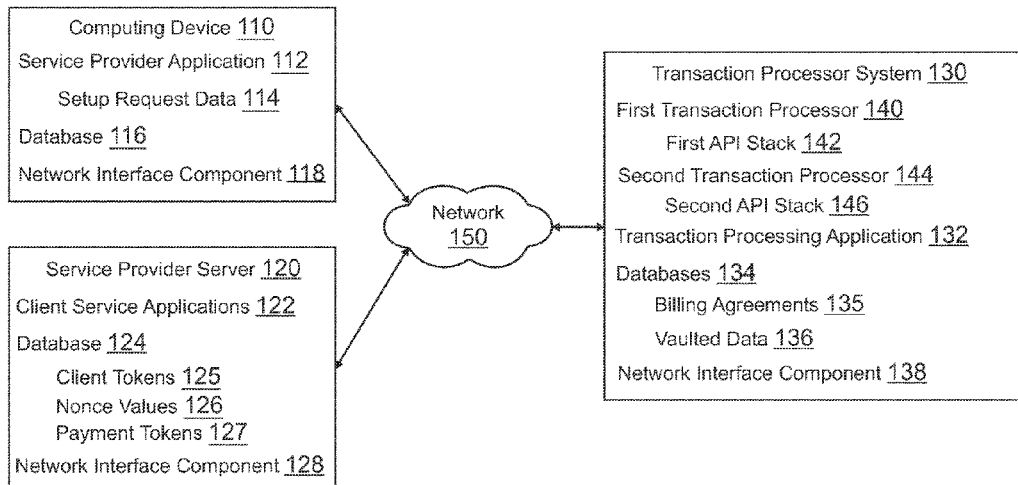 Computing Device 110
Service Provider Application 112
Setup Request Data 114
Database 116
Network Interface Component 118
Service Provider Server 120
Client Service Applications 122
Database 124
Client Tokens 125
Nonce Values 126
Payment Tokens 127
Network Interface Component 128
Network
150
Transaction Processor System 130
First Transaction Processor 140
First API Stack 142
Second Transaction Processor 144
Second API Stack 146
Transaction Processing Application 132
Databases 134
Billing Agreements 135
Vaulted Data 136
Network Interface Component 138